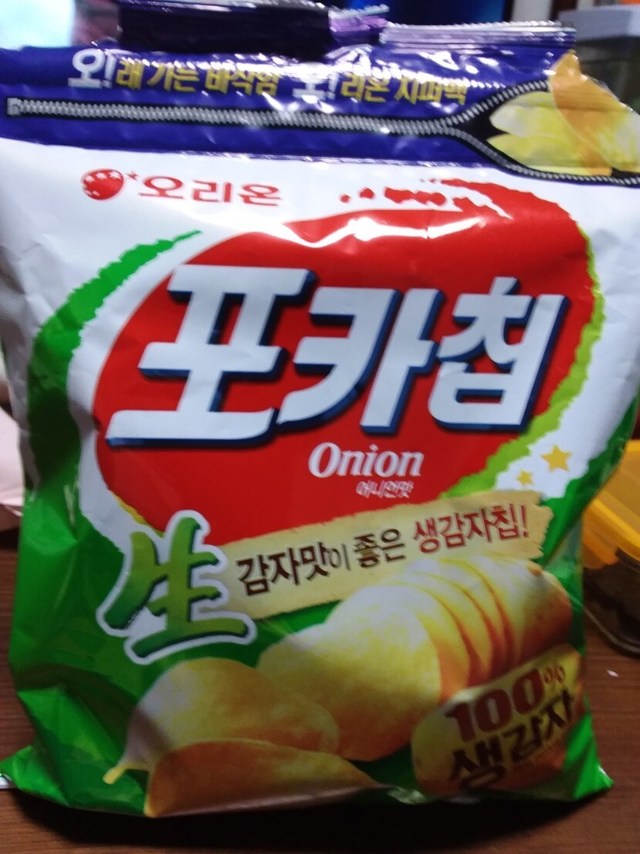 오!래 가는 바삭함 오!리온 지퍼백
오리온
포카칩
Onion
어니언맛
生 감자맛이 좋은 생감자칩!
100%
생감자